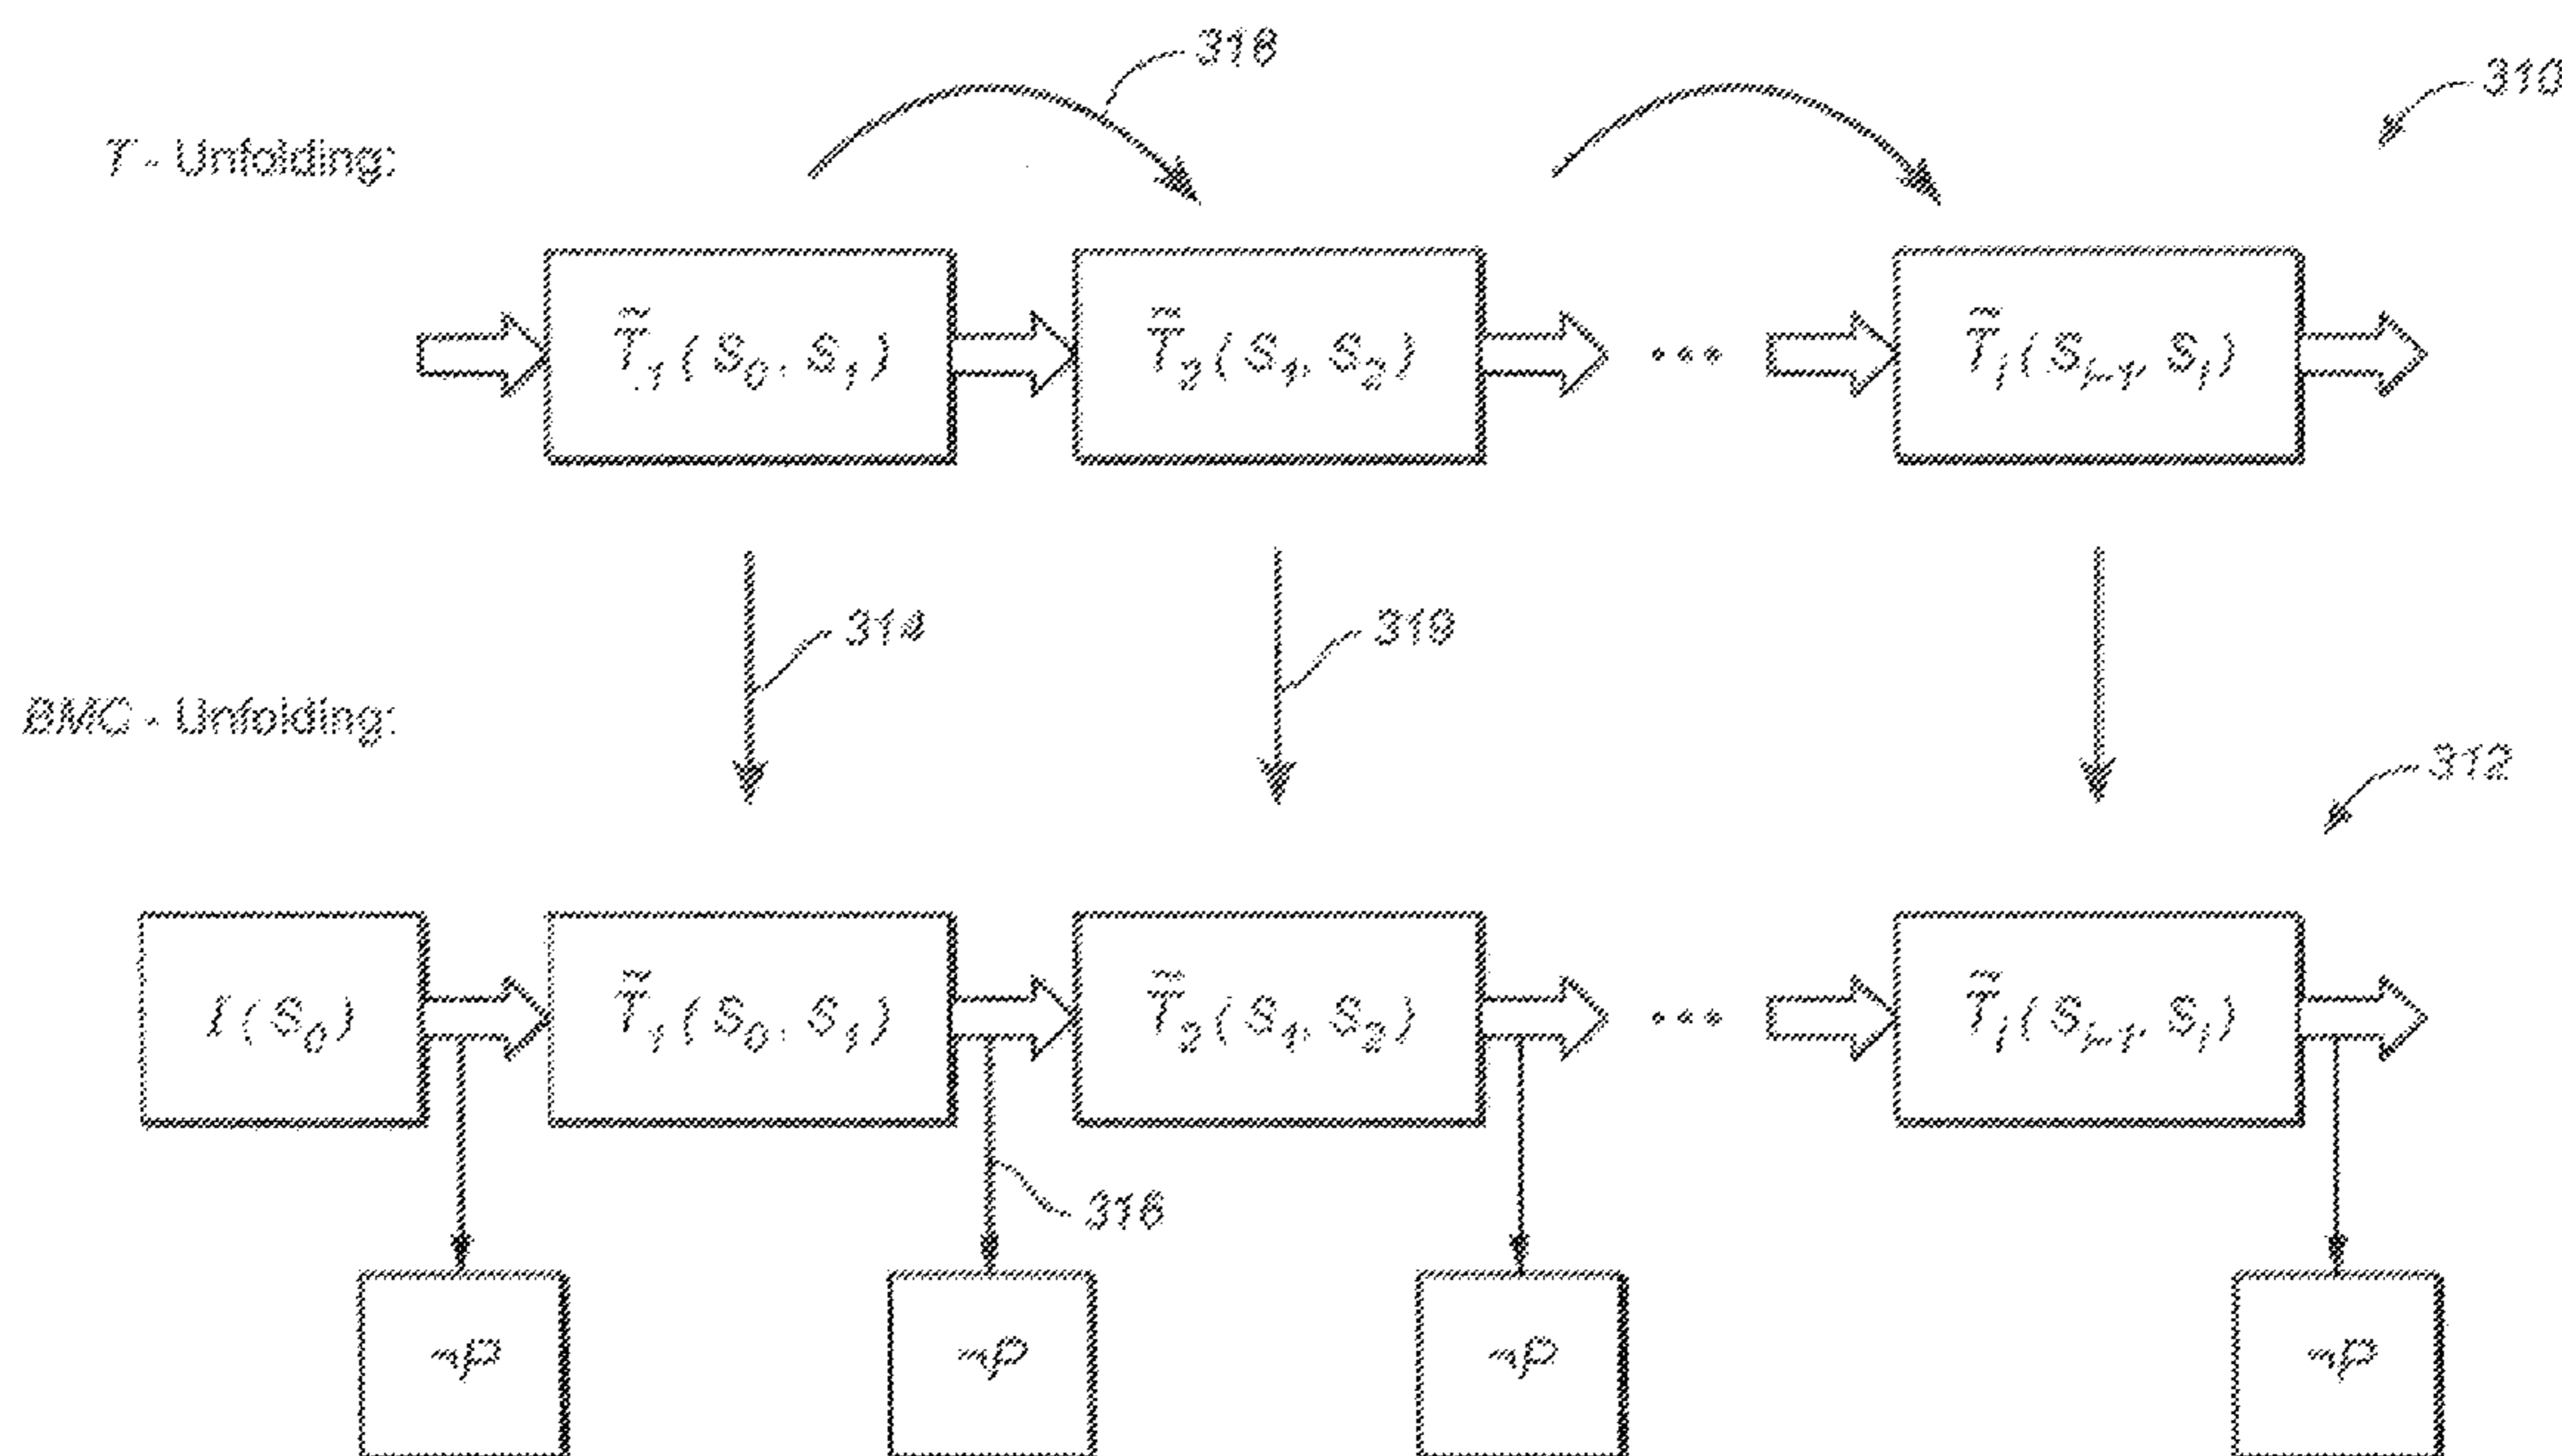 318
310
T - Unfolding:
T̃₁(S₀, S₁)
T̃₂(S₁, S₂)
...
T̃ᵢ(Sᵢ₋₁, Sᵢ)
314
319
BMC - Unfolding:
312
I(S₀)
T̃₁(S₀, S₁)
T̃₂(S₁, S₂)
...
T̃ᵢ(Sᵢ₋₁, Sᵢ)
316
¬P
¬P
¬P
¬P